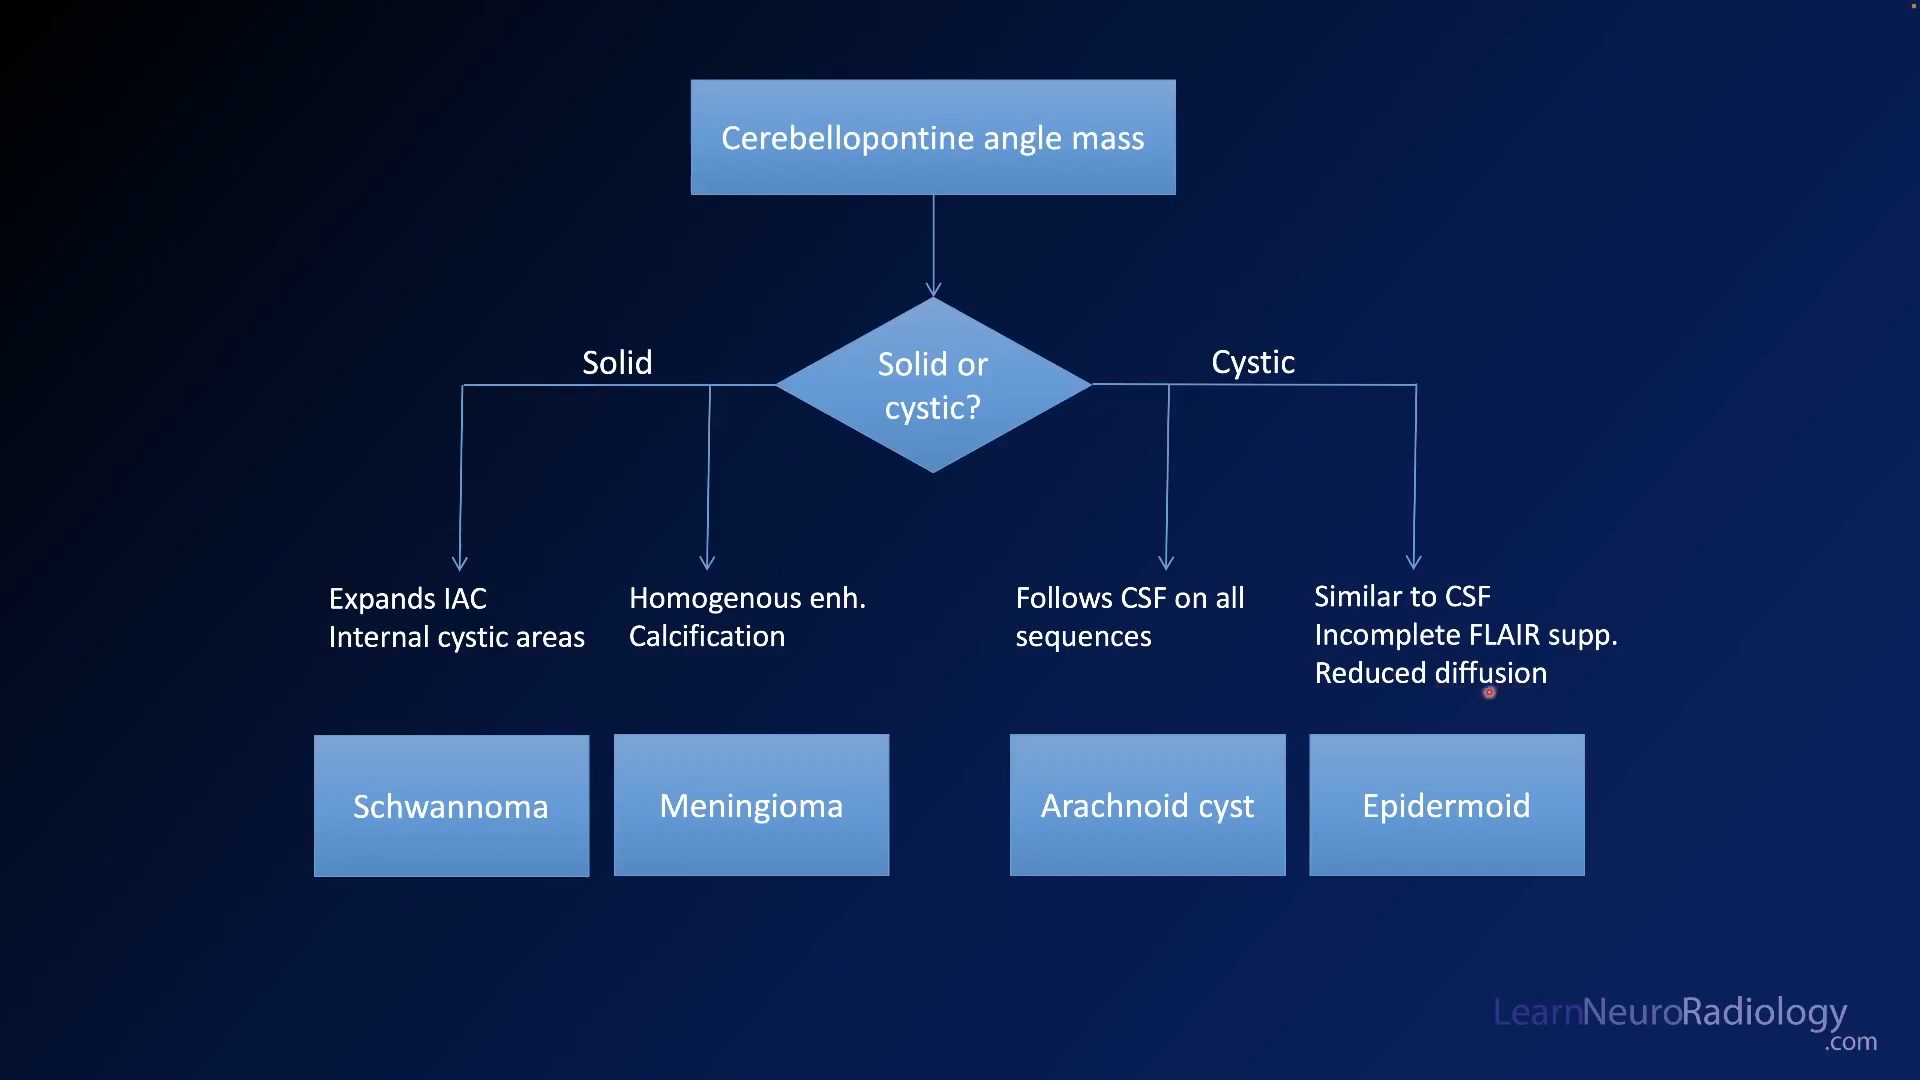 Cerebellopontine angle mass
Solid or
cystic?
Solid
Cystic
Expands IAC
Internal cystic areas
Homogenous enh.
Calcification
Follows CSF on all
sequences
Similar to CSF
Incomplete FLAIR supp.
Reduced diffusion
Schwannoma
Meningioma
Arachnoid cyst
Epidermoid
LearnNeuroRadiology
.com